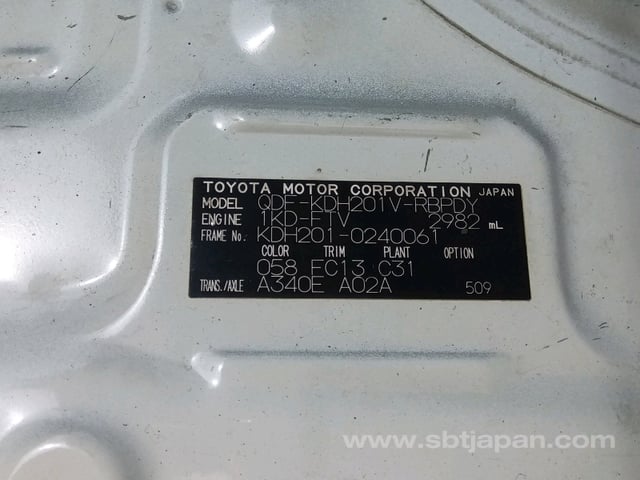 TOYOTA MOTOR CORPORATION JAPAN
MODEL QDF-KDH201V-RBPDY
ENGINE 1KD-FTV 2982 mL
FRAME No. KDH201-0240061
COLOR TRIM PLANT OPTION
058 FC13 C31
TRANS./AXLE A340E A02A 509
www.sbtjapan.com